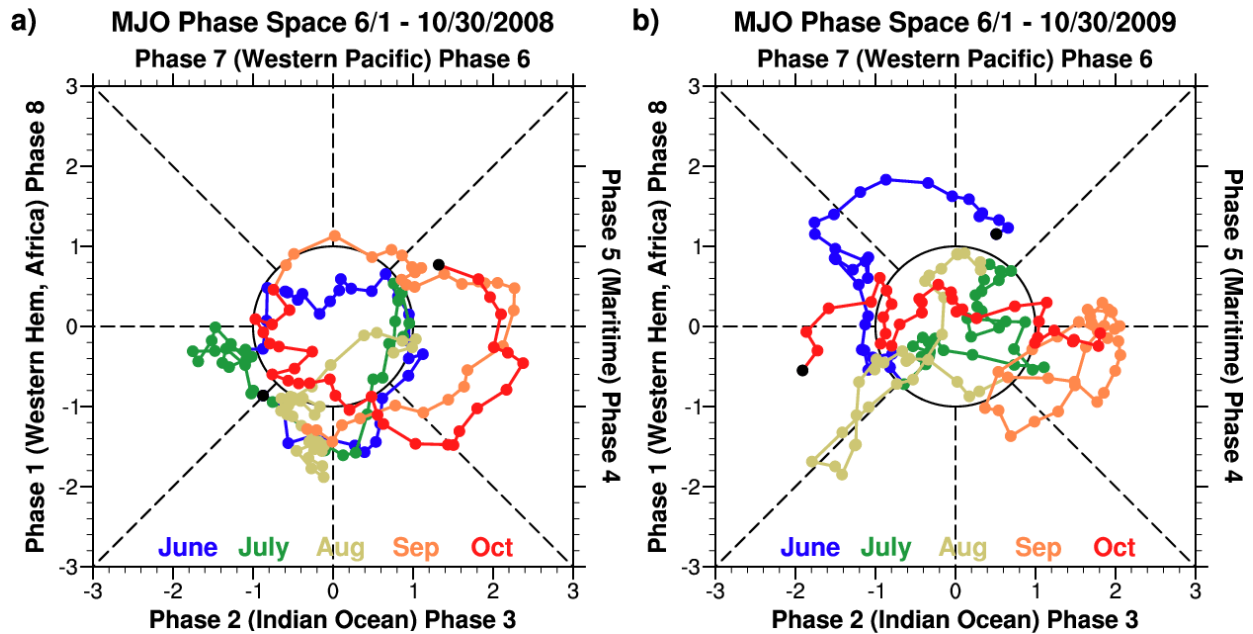 a) MJO Phase Space 6/1 - 10/30/2008
Phase 7 (Western Pacific) Phase 6
Phase 1 (Western Hem, Africa) Phase 8
3
2
1
0
-1
-2
-3
Phase 5 (Maritime) Phase 4
June July Aug Sep Oct
-3 -2 -1 0 1 2 3
Phase 2 (Indian Ocean) Phase 3
b) MJO Phase Space 6/1 - 10/30/2009
Phase 7 (Western Pacific) Phase 6
Phase 1 (Western Hem, Africa) Phase 8
3
2
1
0
-1
-2
-3
Phase 5 (Maritime) Phase 4
June July Aug Sep Oct
-3 -2 -1 0 1 2 3
Phase 2 (Indian Ocean) Phase 3